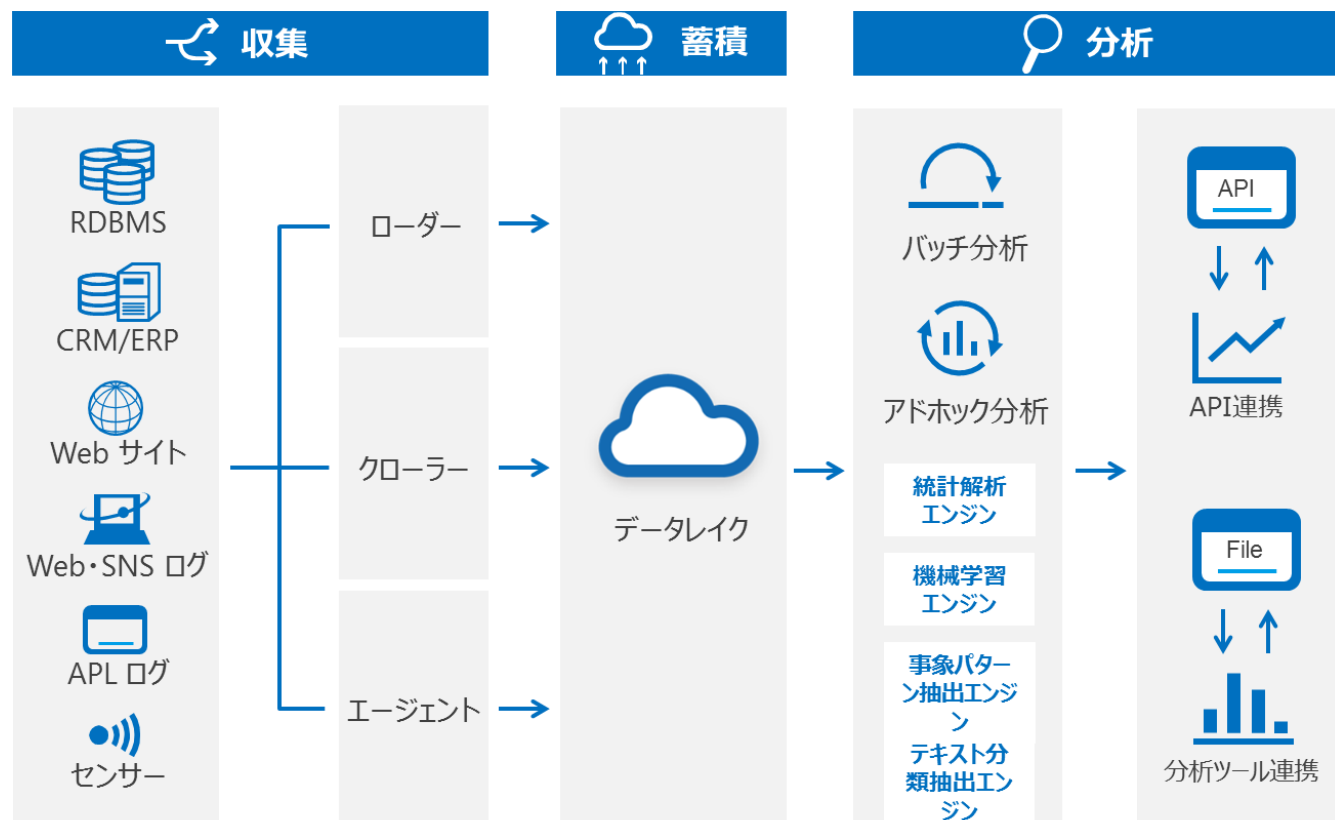 収集
蓄積
分析
RDBMS
CRM/ERP
Web サイト
Web・SNS ログ
APL ログ
センサー
ローダー
クローラー
エージェント
データレイク
バッチ分析
アドホック分析
統計解析
エンジン
機械学習
エンジン
事象パター
ン抽出エンジ
ン
テキスト分
類抽出エン
ジン
API
API連携
File
分析ツール連携